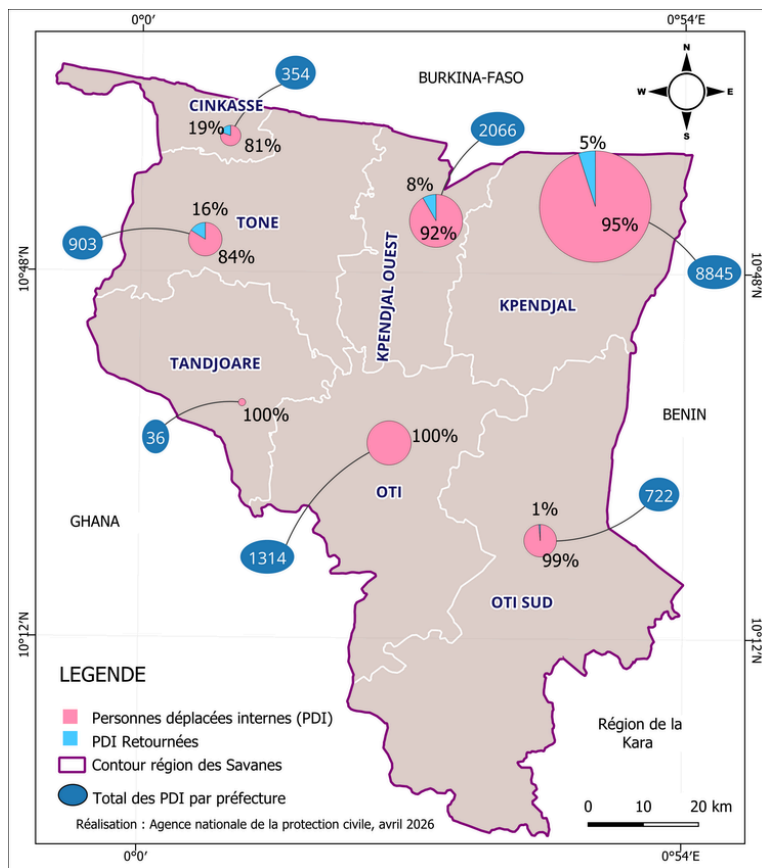 0°0'
0°54'E
N
W
E
S
BURKINA-FASO
354
CINKASSE
19%
81%
2066
5%
8%
92%
95%
16%
TONE
84%
903
KPENDJAL OUEST
8845
10°48'N
10°48'N
KPENDJAL
TANDJOARE
36
100%
100%
BENIN
OTI
GHANA
1314
722
1%
99%
OTI SUD
10°12'N
10°12'N
LEGENDE
Personnes déplacées internes (PDI)
PDI Retournées
Contour région des Savanes
Total des PDI par préfecture
Réalisation : Agence nationale de la protection civile, avril 2026
Région de la
Kara
0 10 20 km
0°0'
0°54'E